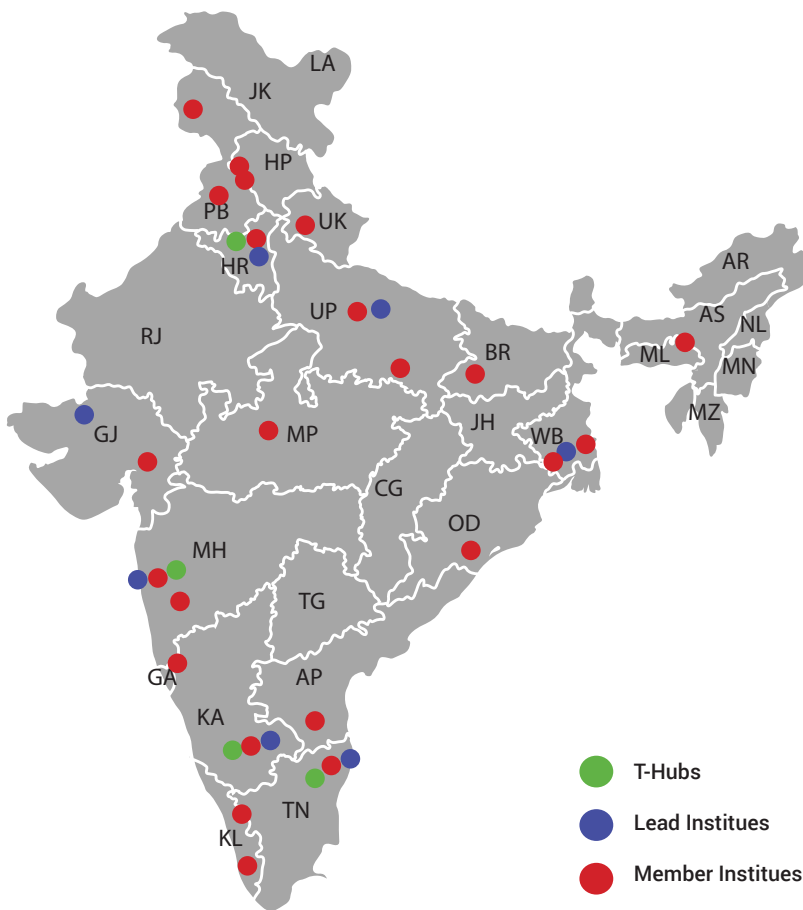 LA
JK
HP
PB
UK
HR
AR
UP
AS
NL
RJ
BR
ML
MN
MZ
GJ
MP
JH
WB
CG
OD
MH
TG
GA
AP
KA
TN
KL
T-Hubs
Lead Institues
Member Institues